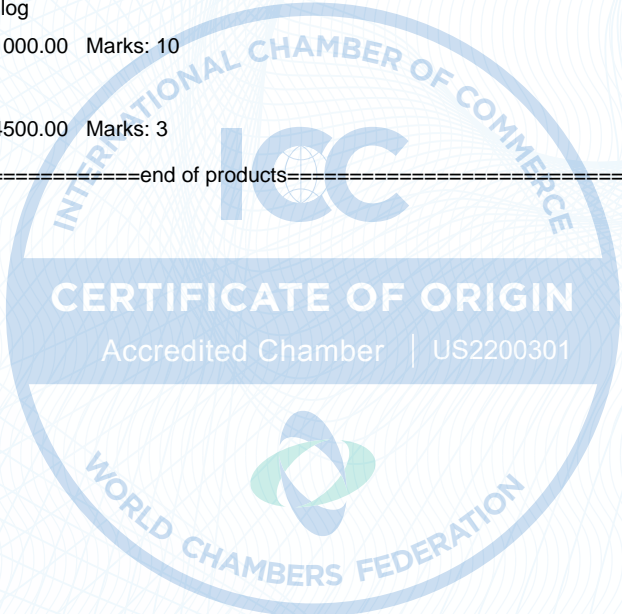 log
000.00 Marks: 10
4500.00 Marks: 3
============end of products===========================
INTERNATIONAL CHAMBER OF COMMERCE
ICC
CERTIFICATE OF ORIGIN
Accredited Chamber | US2200301
WORLD CHAMBERS FEDERATION